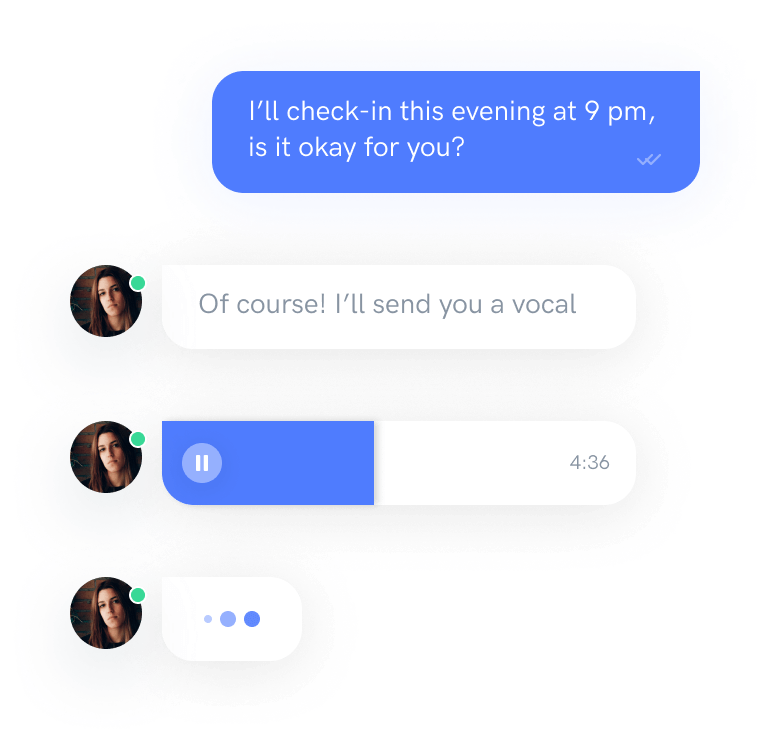 I’ll check-in this evening at 9 pm,
is it okay for you?
Of course! I’ll send you a vocal
4:36